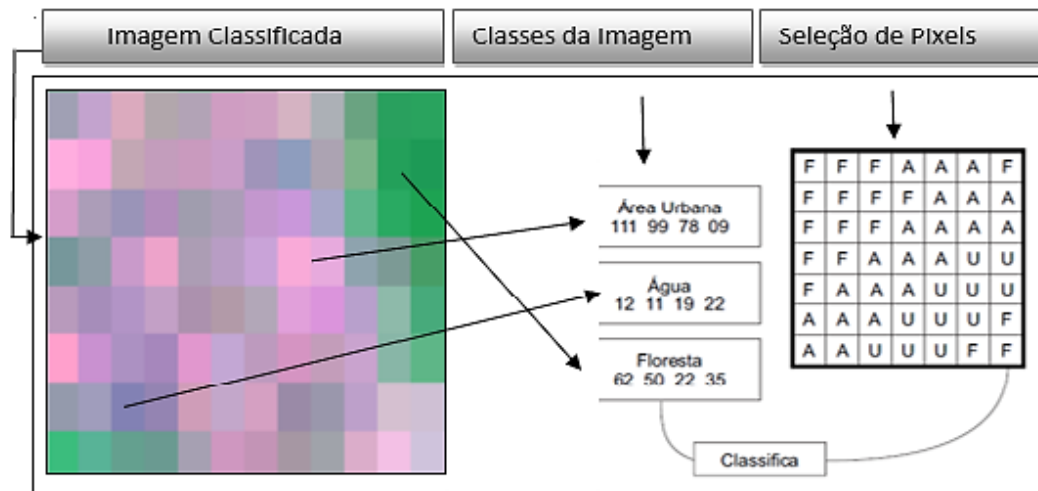 Imagem Classificada
Classes da Imagem
Seleção de Pixels
Área Urbana
111 99 78 09
Água
12 11 19 22
Floresta
62 50 22 35
F F F A A A F
F F F F A A A
F F F A A A A
F F A A A U U
F A A A U U U
A A A U U U F
A A U U U F F
Classifica